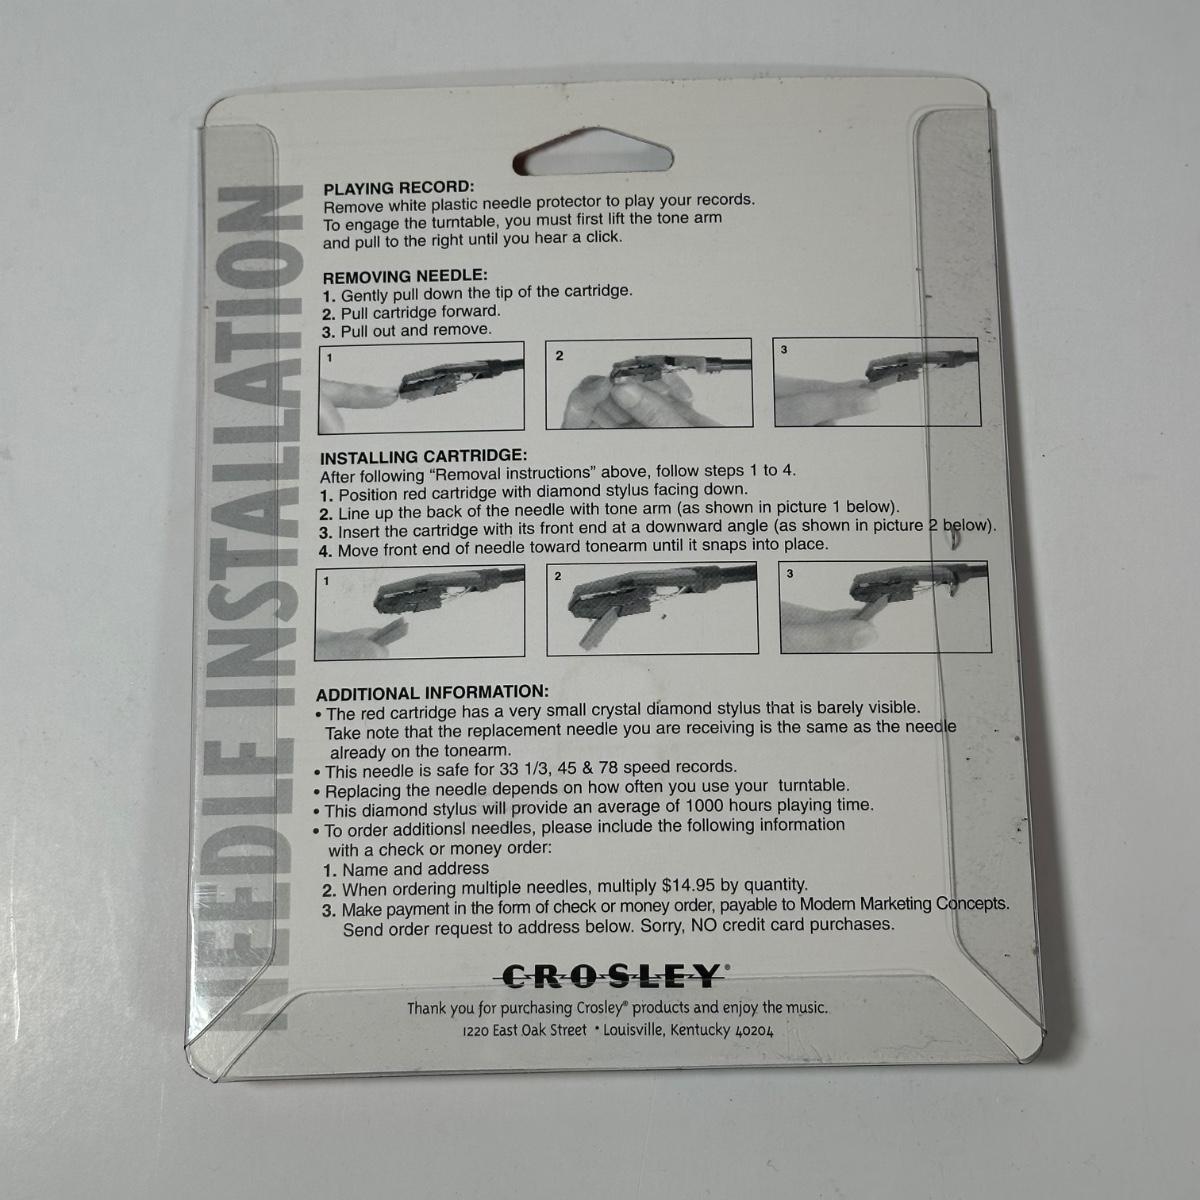 NEEDLE INSTALLATION
PLAYING RECORD:
Remove white plastic needle protector to play your records.
To engage the turntable, you must first lift the tone arm
and pull to the right until you hear a click.
REMOVING NEEDLE:
1. Gently pull down the tip of the cartridge.
2. Pull cartridge forward.
3. Pull out and remove.
1
2
3
INSTALLING CARTRIDGE:
After following “Removal instructions” above, follow steps 1 to 4.
1. Position red cartridge with diamond stylus facing down.
2. Line up the back of the needle with tone arm (as shown in picture 1 below).
3. Insert the cartridge with its front end at a downward angle (as shown in picture 2 below).
4. Move front end of needle toward tonearm until it snaps into place.
1
2
3
ADDITIONAL INFORMATION:
• The red cartridge has a very small crystal diamond stylus that is barely visible.
Take note that the replacement needle you are receiving is the same as the needle
already on the tonearm.
• This needle is safe for 33 1/3, 45 & 78 speed records.
• Replacing the needle depends on how often you use your turntable.
• This diamond stylus will provide an average of 1000 hours playing time.
• To order additionsl needles, please include the following information
with a check or money order:
1. Name and address
2. When ordering multiple needles, multiply $14.95 by quantity.
3. Make payment in the form of check or money order, payable to Modern Marketing Concepts.
Send order request to address below. Sorry, NO credit card purchases.
CROSLEY®
Thank you for purchasing Crosley® products and enjoy the music.
1220 East Oak Street • Louisville, Kentucky 40204